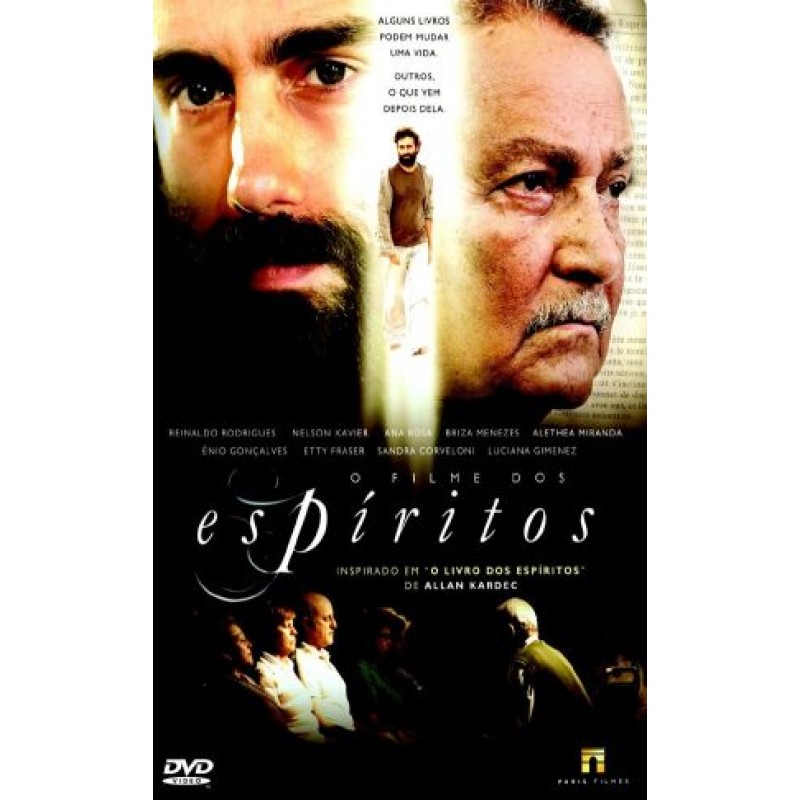 ALGUNS LIVROS
PODEM MUDAR
UMA VIDA.
OUTROS,
O QUE VEM
DEPOIS DELA.
REINALDO RODRIGUES NELSON XAVIER ANA ROSA BRIZA MENEZES ALETHEA MIRANDA
ÊNIO GONÇALVES ETTY FRASER SANDRA CORVELONI LUCIANA GIMENEZ
O FILME DOS
espíritos
INSPIRADO EM "O LIVRO DOS ESPÍRITOS"
DE ALLAN KARDEC
DVD
VIDEO
PARIS FILMES